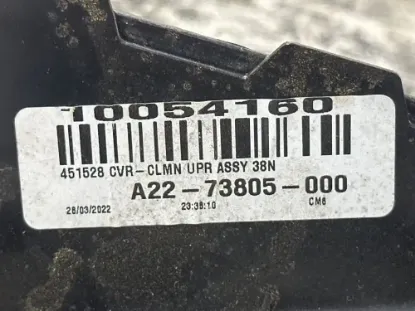 10054160
451528 CVR-CLMN UPR ASSY 38N
A22-73805-000
28/03/2022 23:38:10 CM6